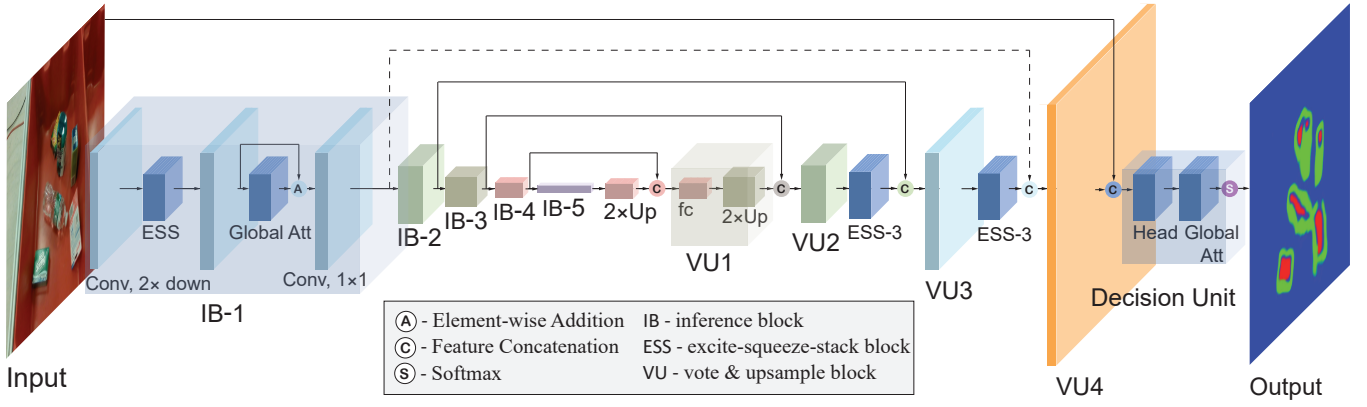 Input
Conv, 2× down
ESS
IB-1
Global Att
A
Conv, 1×1
IB-2
IB-3
IB-4
IB-5
2×Up
C
fc
2×Up
VU1
C
VU2
ESS-3
C
VU3
ESS-3
C
VU4
C
Head
Global
Att
S
Decision Unit
Output
A - Element-wise Addition
C - Feature Concatenation
S - Softmax
IB - inference block
ESS - excite-squeeze-stack block
VU - vote & upsample block